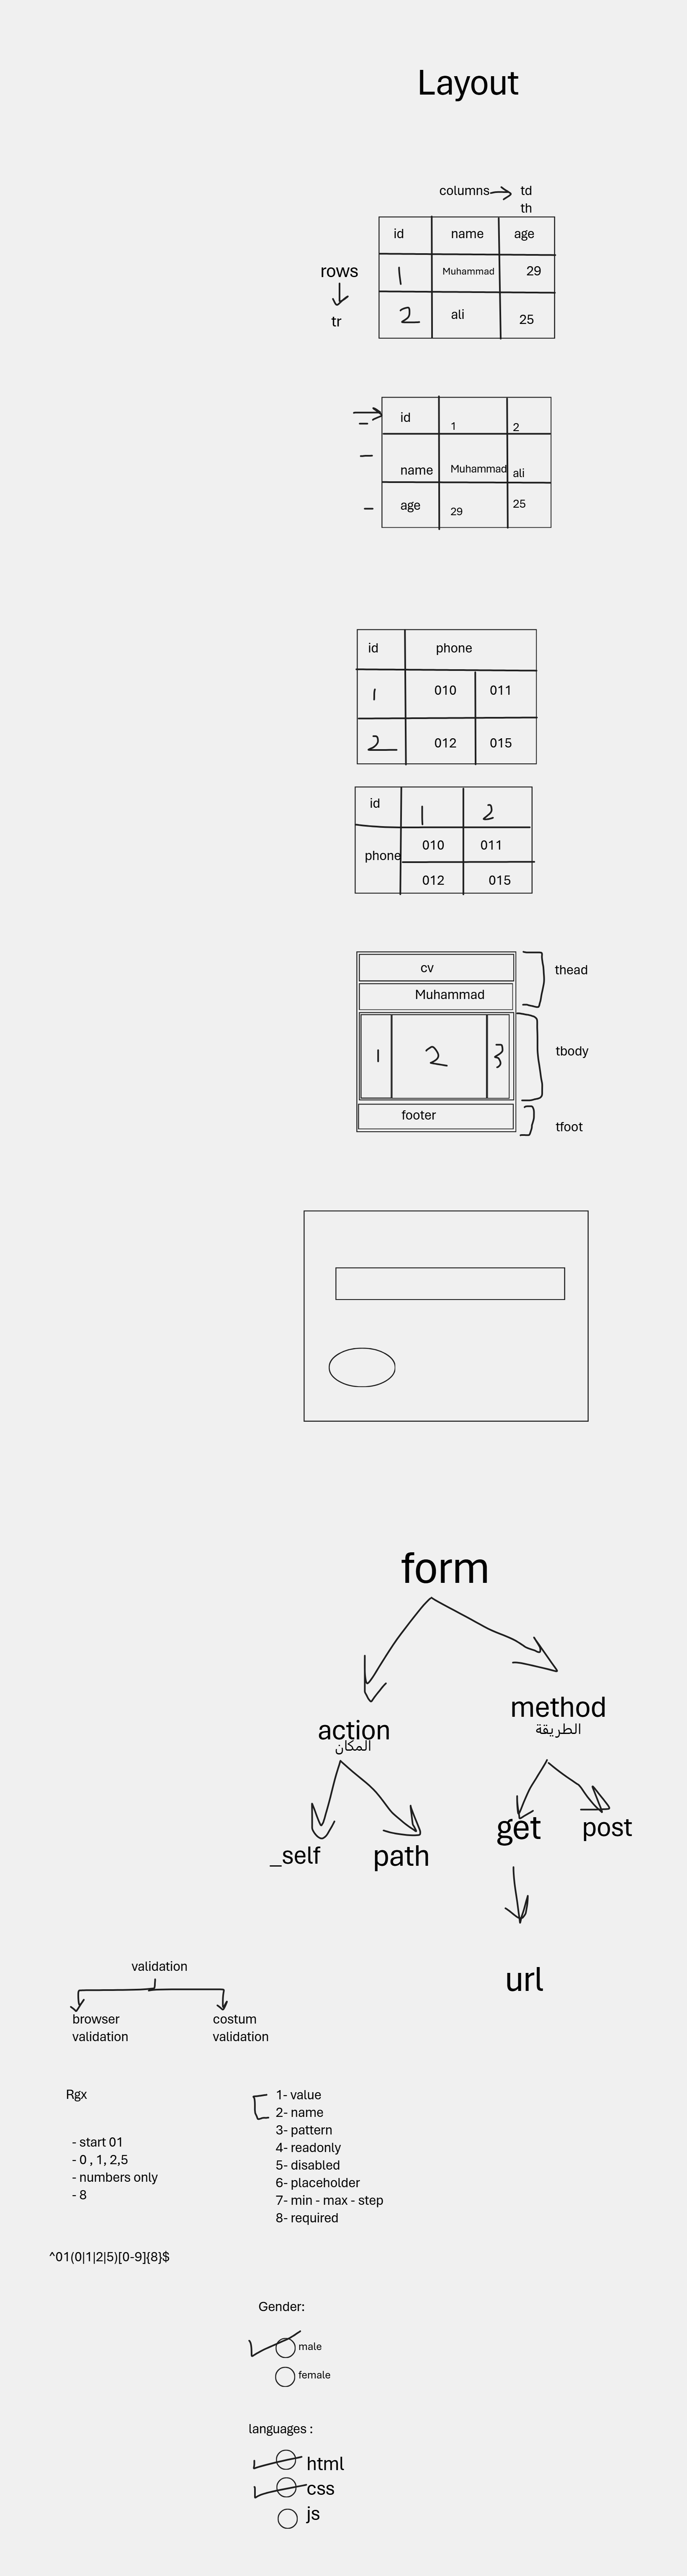 Layout
columns
td
th
id name age
rows
1 Muhammad 29
tr
2 ali 25
id 1 2
name Muhammad ali
age 29 25
id phone
1 010 011
2 012 015
id 1 2
phone 010 011
012 015
cv
thead
Muhammad
1 2 3
tbody
footer
tfoot
form
action
المكان
method
الطريقة
_self
path
get
post
url
validation
browser
validation
costum
validation
Rgx
- start 01
- 0 , 1, 2,5
- numbers only
- 8
^01(0|1|2|5)[0-9]{8}$
1- value
2- name
3- pattern
4- readonly
5- disabled
6- placeholder
7- min - max - step
8- required
Gender:
male
female
languages :
html
css
js